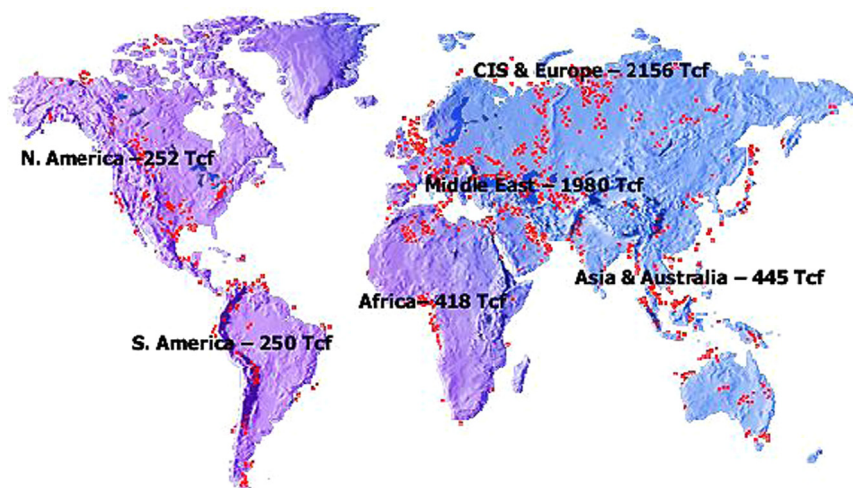 CIS & Europe – 2156 Tcf
N. America –252 Tcf
Middle East – 1980 Tcf
Asia & Australia – 445 Tcf
Africa– 418 Tcf
S. America – 250 Tcf